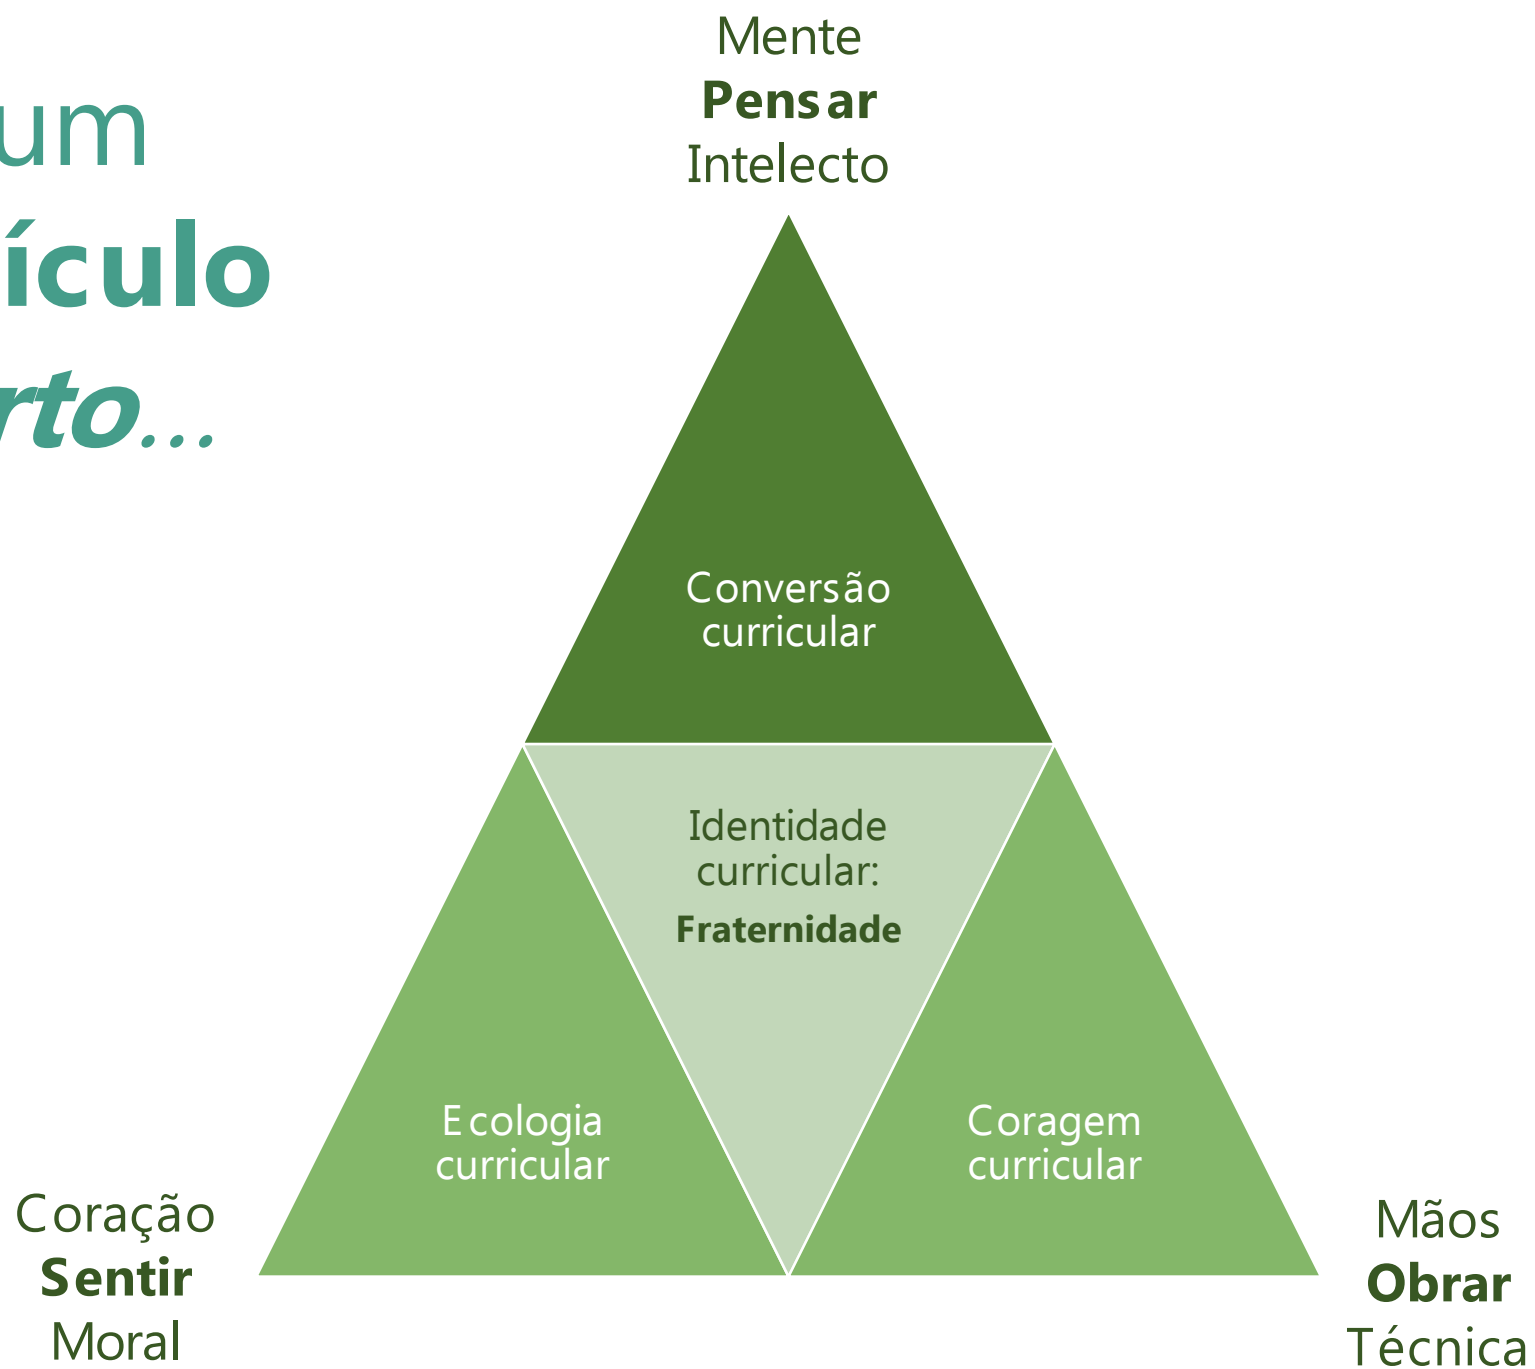 um
ículo
rto...
Mente
Pensar
Intelecto
Conversão
curricular
Identidade
curricular:
Fraternidade
Ecologia
curricular
Coragem
curricular
Coração
Sentir
Moral
Mãos
Obrar
Técnica